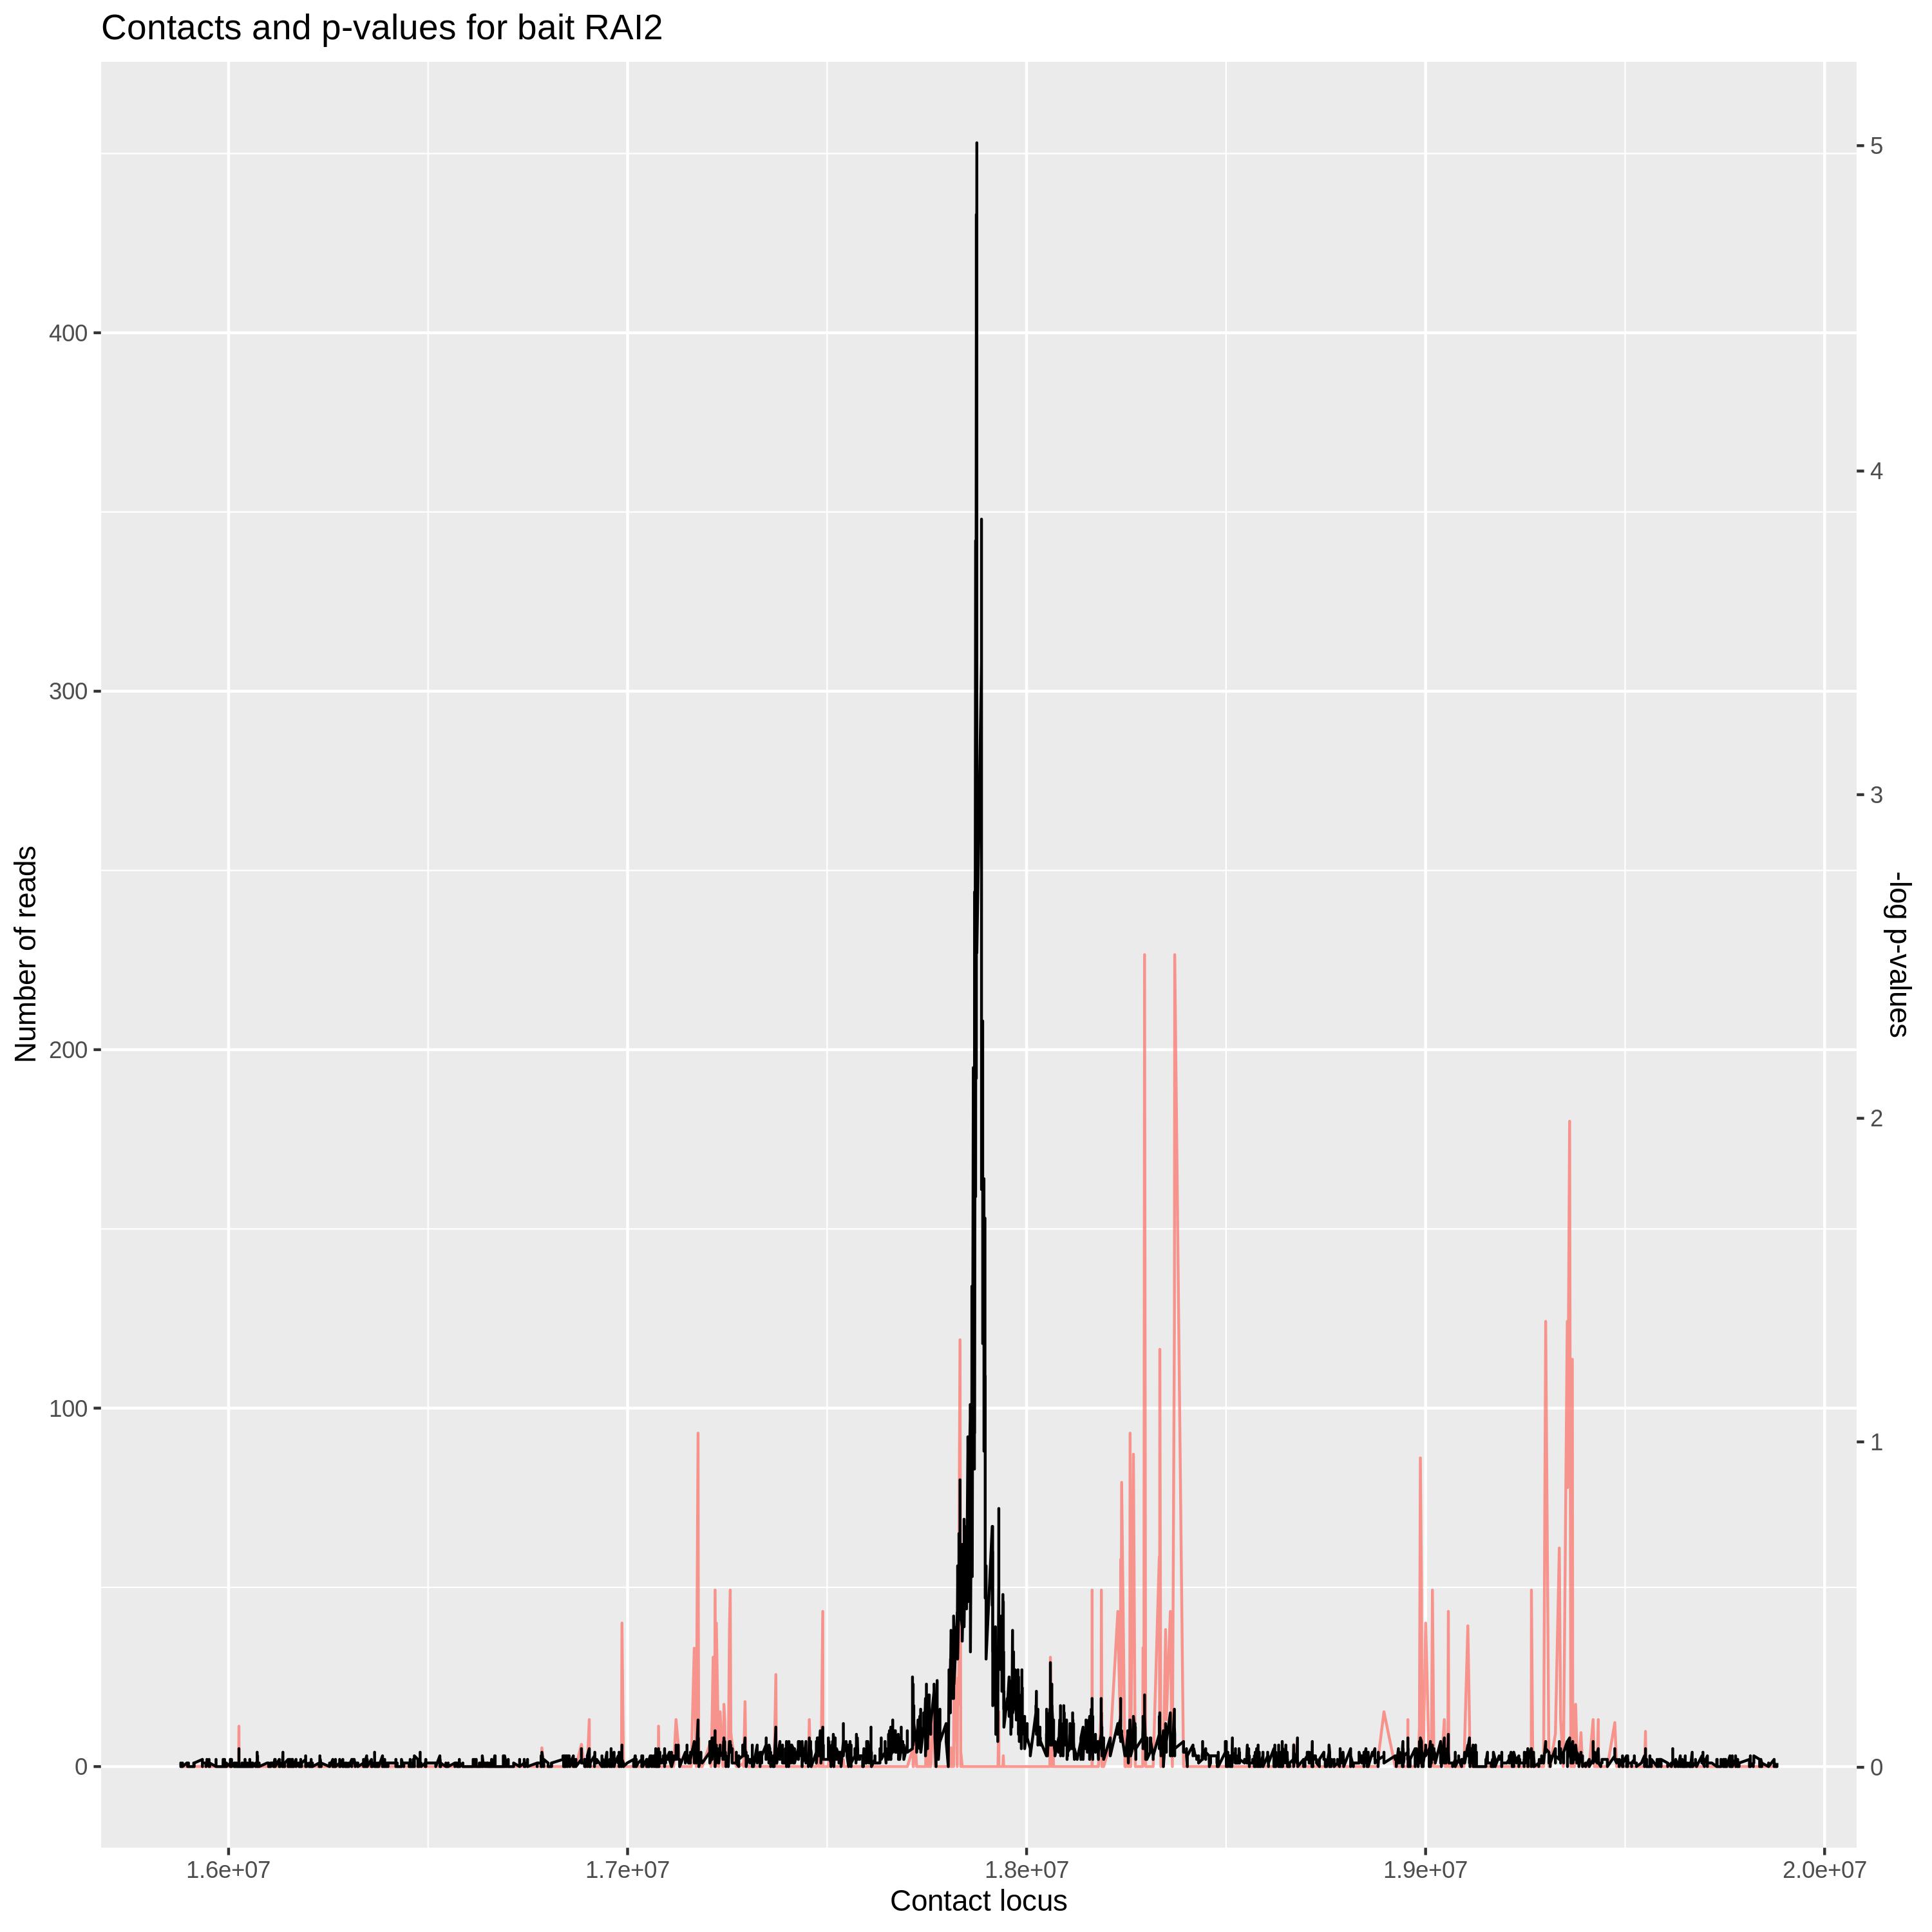 Contacts and p-values for bait RAI2
Number of reads
400
300
200
100
0
5
4
3
2
1
0
-log p-values
1.6e+07 1.7e+07 1.8e+07 1.9e+07 2.0e+07
Contact locus